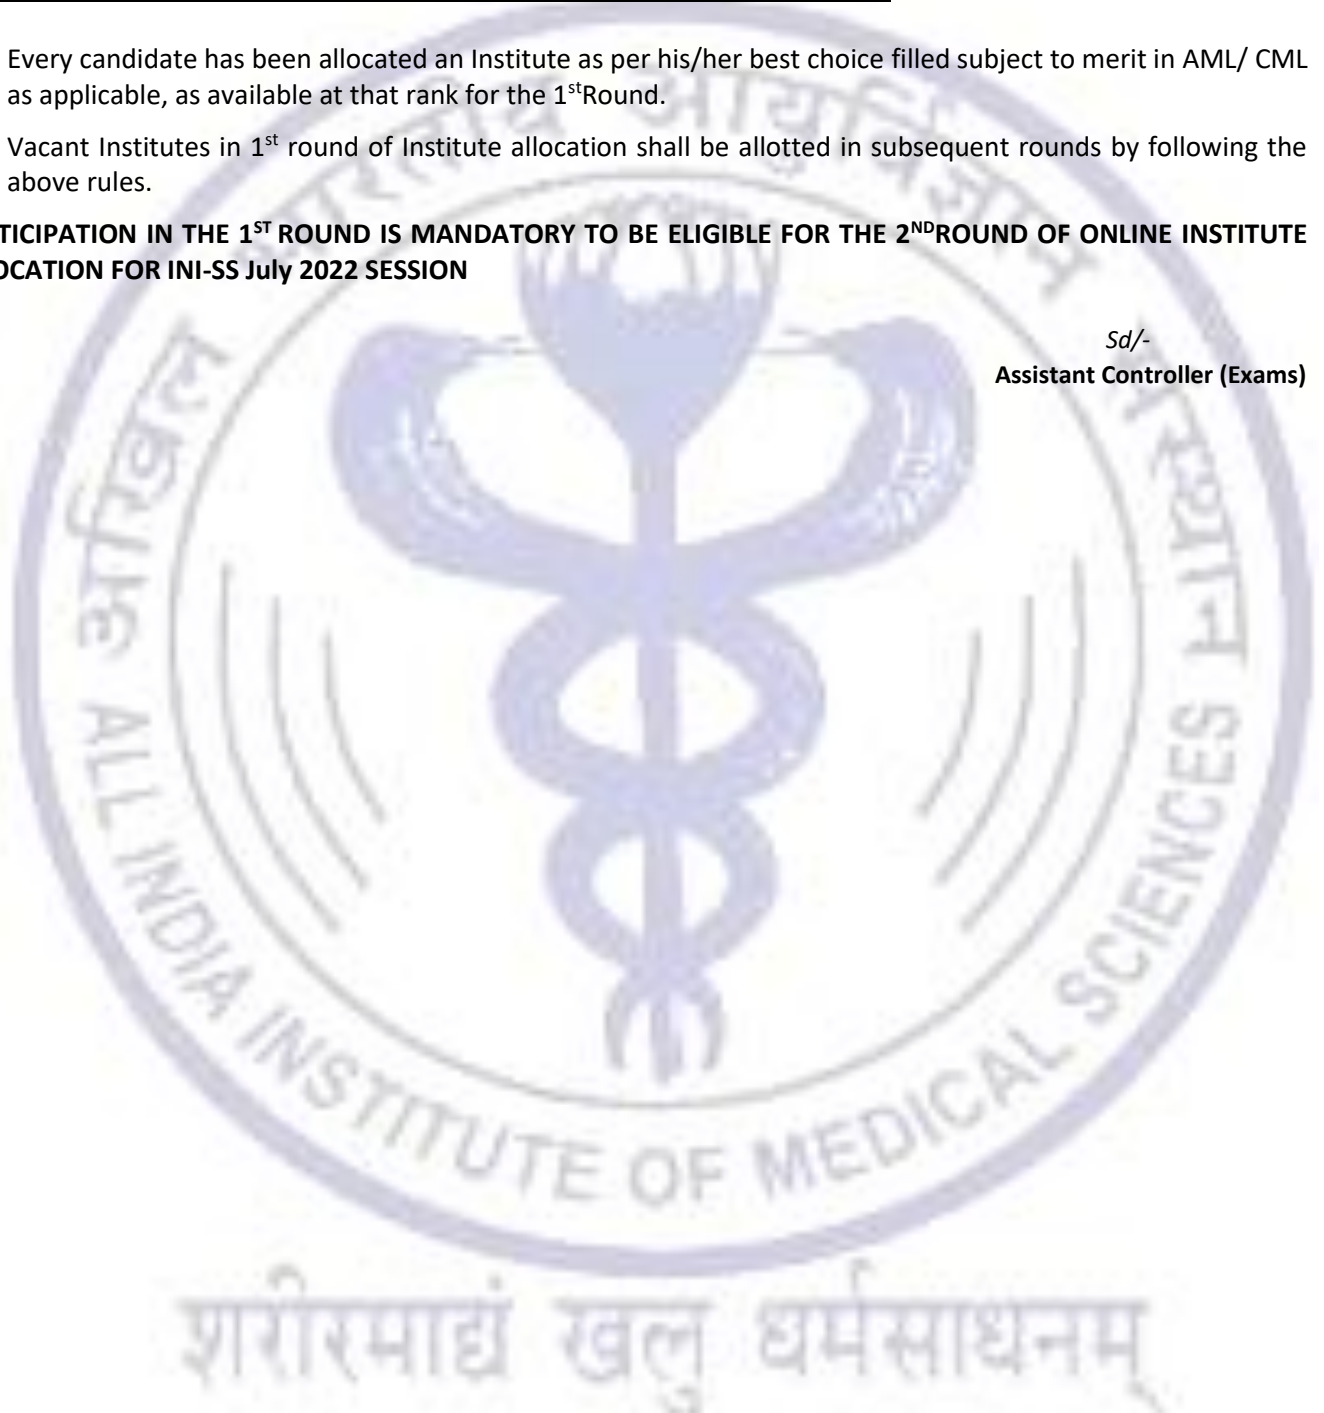 Every candidate has been allocated an Institute as per his/her best choice filled subject to merit in AML/ CML
as applicable, as available at that rank for the 1stRound.
Vacant Institutes in 1st round of Institute allocation shall be allotted in subsequent rounds by following the
above rules.
TICIPATION IN THE 1ST ROUND IS MANDATORY TO BE ELIGIBLE FOR THE 2NDROUND OF ONLINE INSTITUTE
OCATION FOR INI-SS July 2022 SESSION
Sd/-
Assistant Controller (Exams)
अखिल भारतीय आयुर्विज्ञान संस्थान
ALL INDIA INSTITUTE OF MEDICAL SCIENCES
शरीरमाद्यं खलु धर्मसाधनम्